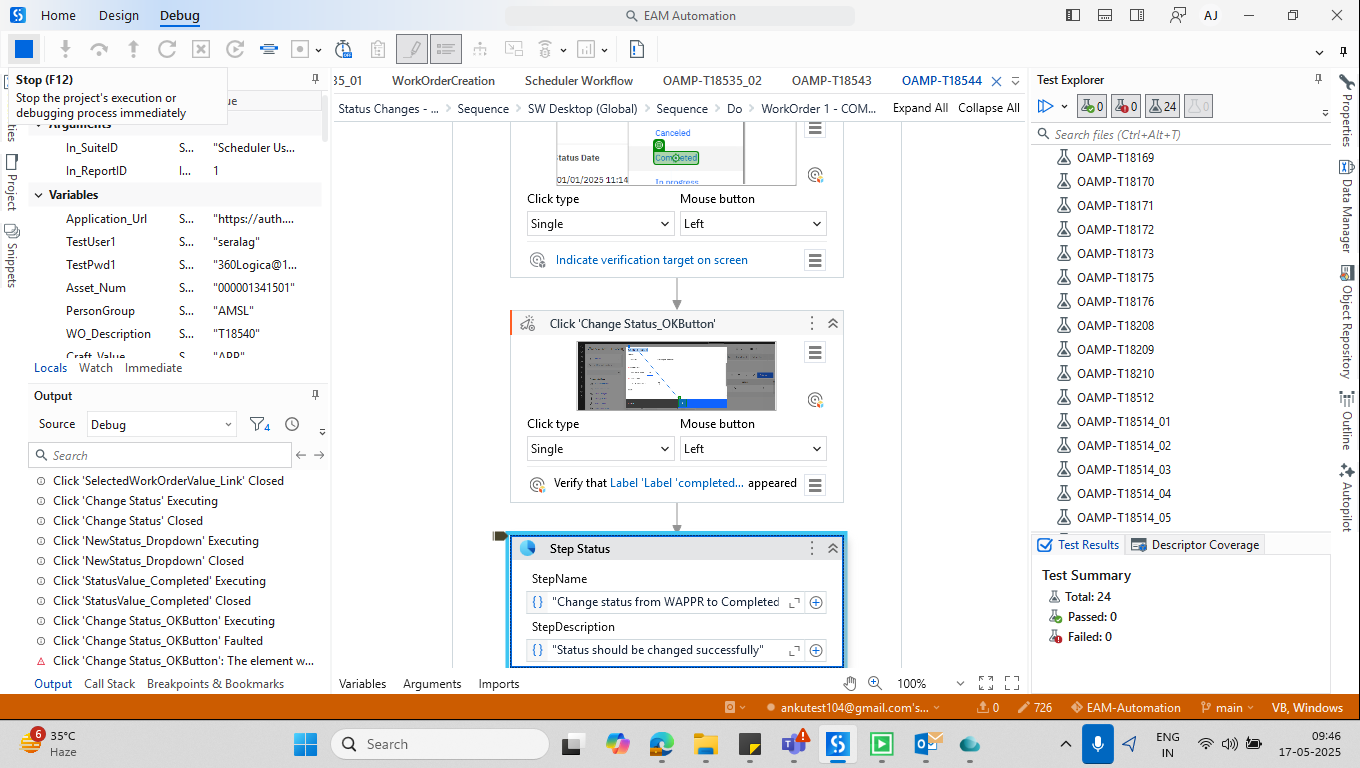 Home
Design
Debug
EAM Automation
AJ
Stop (F12)
Stop the project's execution or
debugging process immediately
Arguments
In_SuiteID S... "Scheduler Us...
In_ReportID I... 1
Variables
Application_Url S... "https://auth....
TestUser1 S... "seralag"
TestPwd1 S... "360Logica@1...
Asset_Num S... "000001341501"
PersonGroup S... "AMSL"
WO_Description S... "T18540"
Craft_Value S... "APP"
Locals Watch Immediate
Project
Snippets
Output
Source Debug
4
Search
Click 'SelectedWorkOrderValue_Link' Closed
Click 'Change Status' Executing
Click 'Change Status' Closed
Click 'NewStatus_Dropdown' Executing
Click 'NewStatus_Dropdown' Closed
Click 'StatusValue_Completed' Executing
Click 'StatusValue_Completed' Closed
Click 'Change Status_OKButton' Executing
Click 'Change Status_OKButton' Faulted
Click 'Change Status_OKButton': The element w...
Output Call Stack Breakpoints & Bookmarks
35_01 WorkOrderCreation Scheduler Workflow OAMP-T18535_02 OAMP-T18543 OAMP-T18544
Status Changes - ... > Sequence > SW Desktop (Global) > Sequence > Do > WorkOrder 1 - COM... Expand All Collapse All
Canceled
Status Date
Completed
01/01/2025 11:14
In progress
Click type Mouse button
Single Left
Indicate verification target on screen
Click 'Change Status_OKButton'
Click type Mouse button
Single Left
Verify that Label 'Label 'completed... appeared
Step Status
StepName
"Change status from WAPPR to Completed
StepDescription
"Status should be changed successfully"
Variables Arguments Imports
100%
Test Explorer
0 0 24 0
Search files (Ctrl+Alt+T)
OAMP-T18169
OAMP-T18170
OAMP-T18171
OAMP-T18172
OAMP-T18173
OAMP-T18175
OAMP-T18176
OAMP-T18208
OAMP-T18209
OAMP-T18210
OAMP-T18512
OAMP-T18514_01
OAMP-T18514_02
OAMP-T18514_03
OAMP-T18514_04
OAMP-T18514_05
Test Results Descriptor Coverage
Test Summary
Total: 24
Passed: 0
Failed: 0
Properties
Data Manager
Object Repository
Outline
Autopilot
ankutest104@gmail.com's... 0 726 EAM-Automation main VB, Windows
6
35°C
Haze
Search
ENG
IN
09:46
17-05-2025